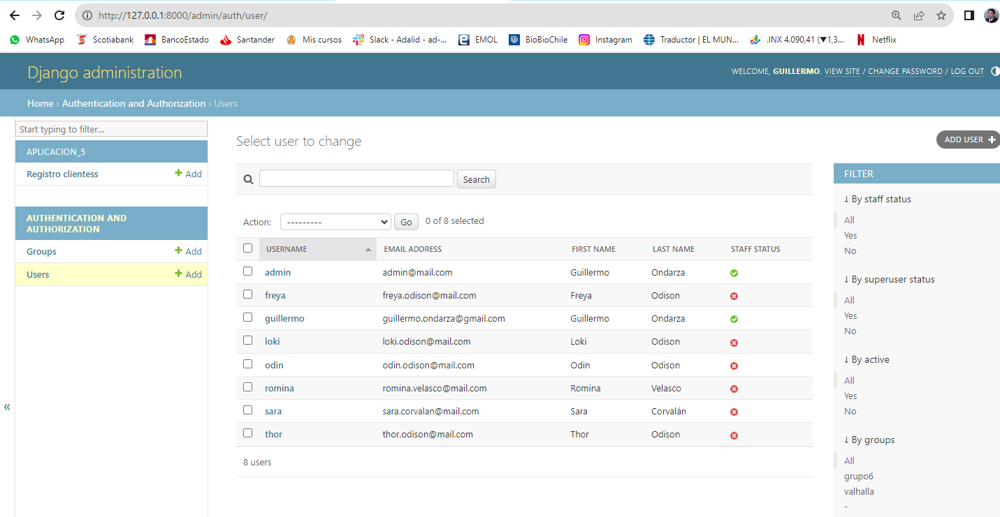 http://127.0.0.1:8000/admin/auth/user/
WhatsApp Scotiabank BancoEstado Santander Mis cursos Slack - Adalid - ad-... EMOL BioBioChile Instagram Traductor | EL MUN... .INX 4.090,41 (▼1,3... Netflix
Django administration
WELCOME, GUILLERMO. VIEW SITE / CHANGE PASSWORD / LOG OUT
Home › Authentication and Authorization › Users
Start typing to filter...
APLICACION_5
Registro clientess + Add
AUTHENTICATION AND
AUTHORIZATION
Groups + Add
Users + Add
«
Select user to change
ADD USER +
Search
Action: --------- Go 0 of 8 selected
USERNAME EMAIL ADDRESS FIRST NAME LAST NAME STAFF STATUS
admin admin@mail.com Guillermo Ondarza
freya freya.odison@mail.com Freya Odison
guillermo guillermo.ondarza@gmail.com Guillermo Ondarza
loki loki.odison@mail.com Loki Odison
odin odin.odison@mail.com Odin Odison
romina romina.velasco@mail.com Romina Velasco
sara sara.corvalan@mail.com Sara Corvalán
thor thor.odison@mail.com Thor Odison
8 users
FILTER
↓ By staff status
All
Yes
No
↓ By superuser status
All
Yes
No
↓ By active
All
Yes
No
↓ By groups
All
grupo6
valhalla
-